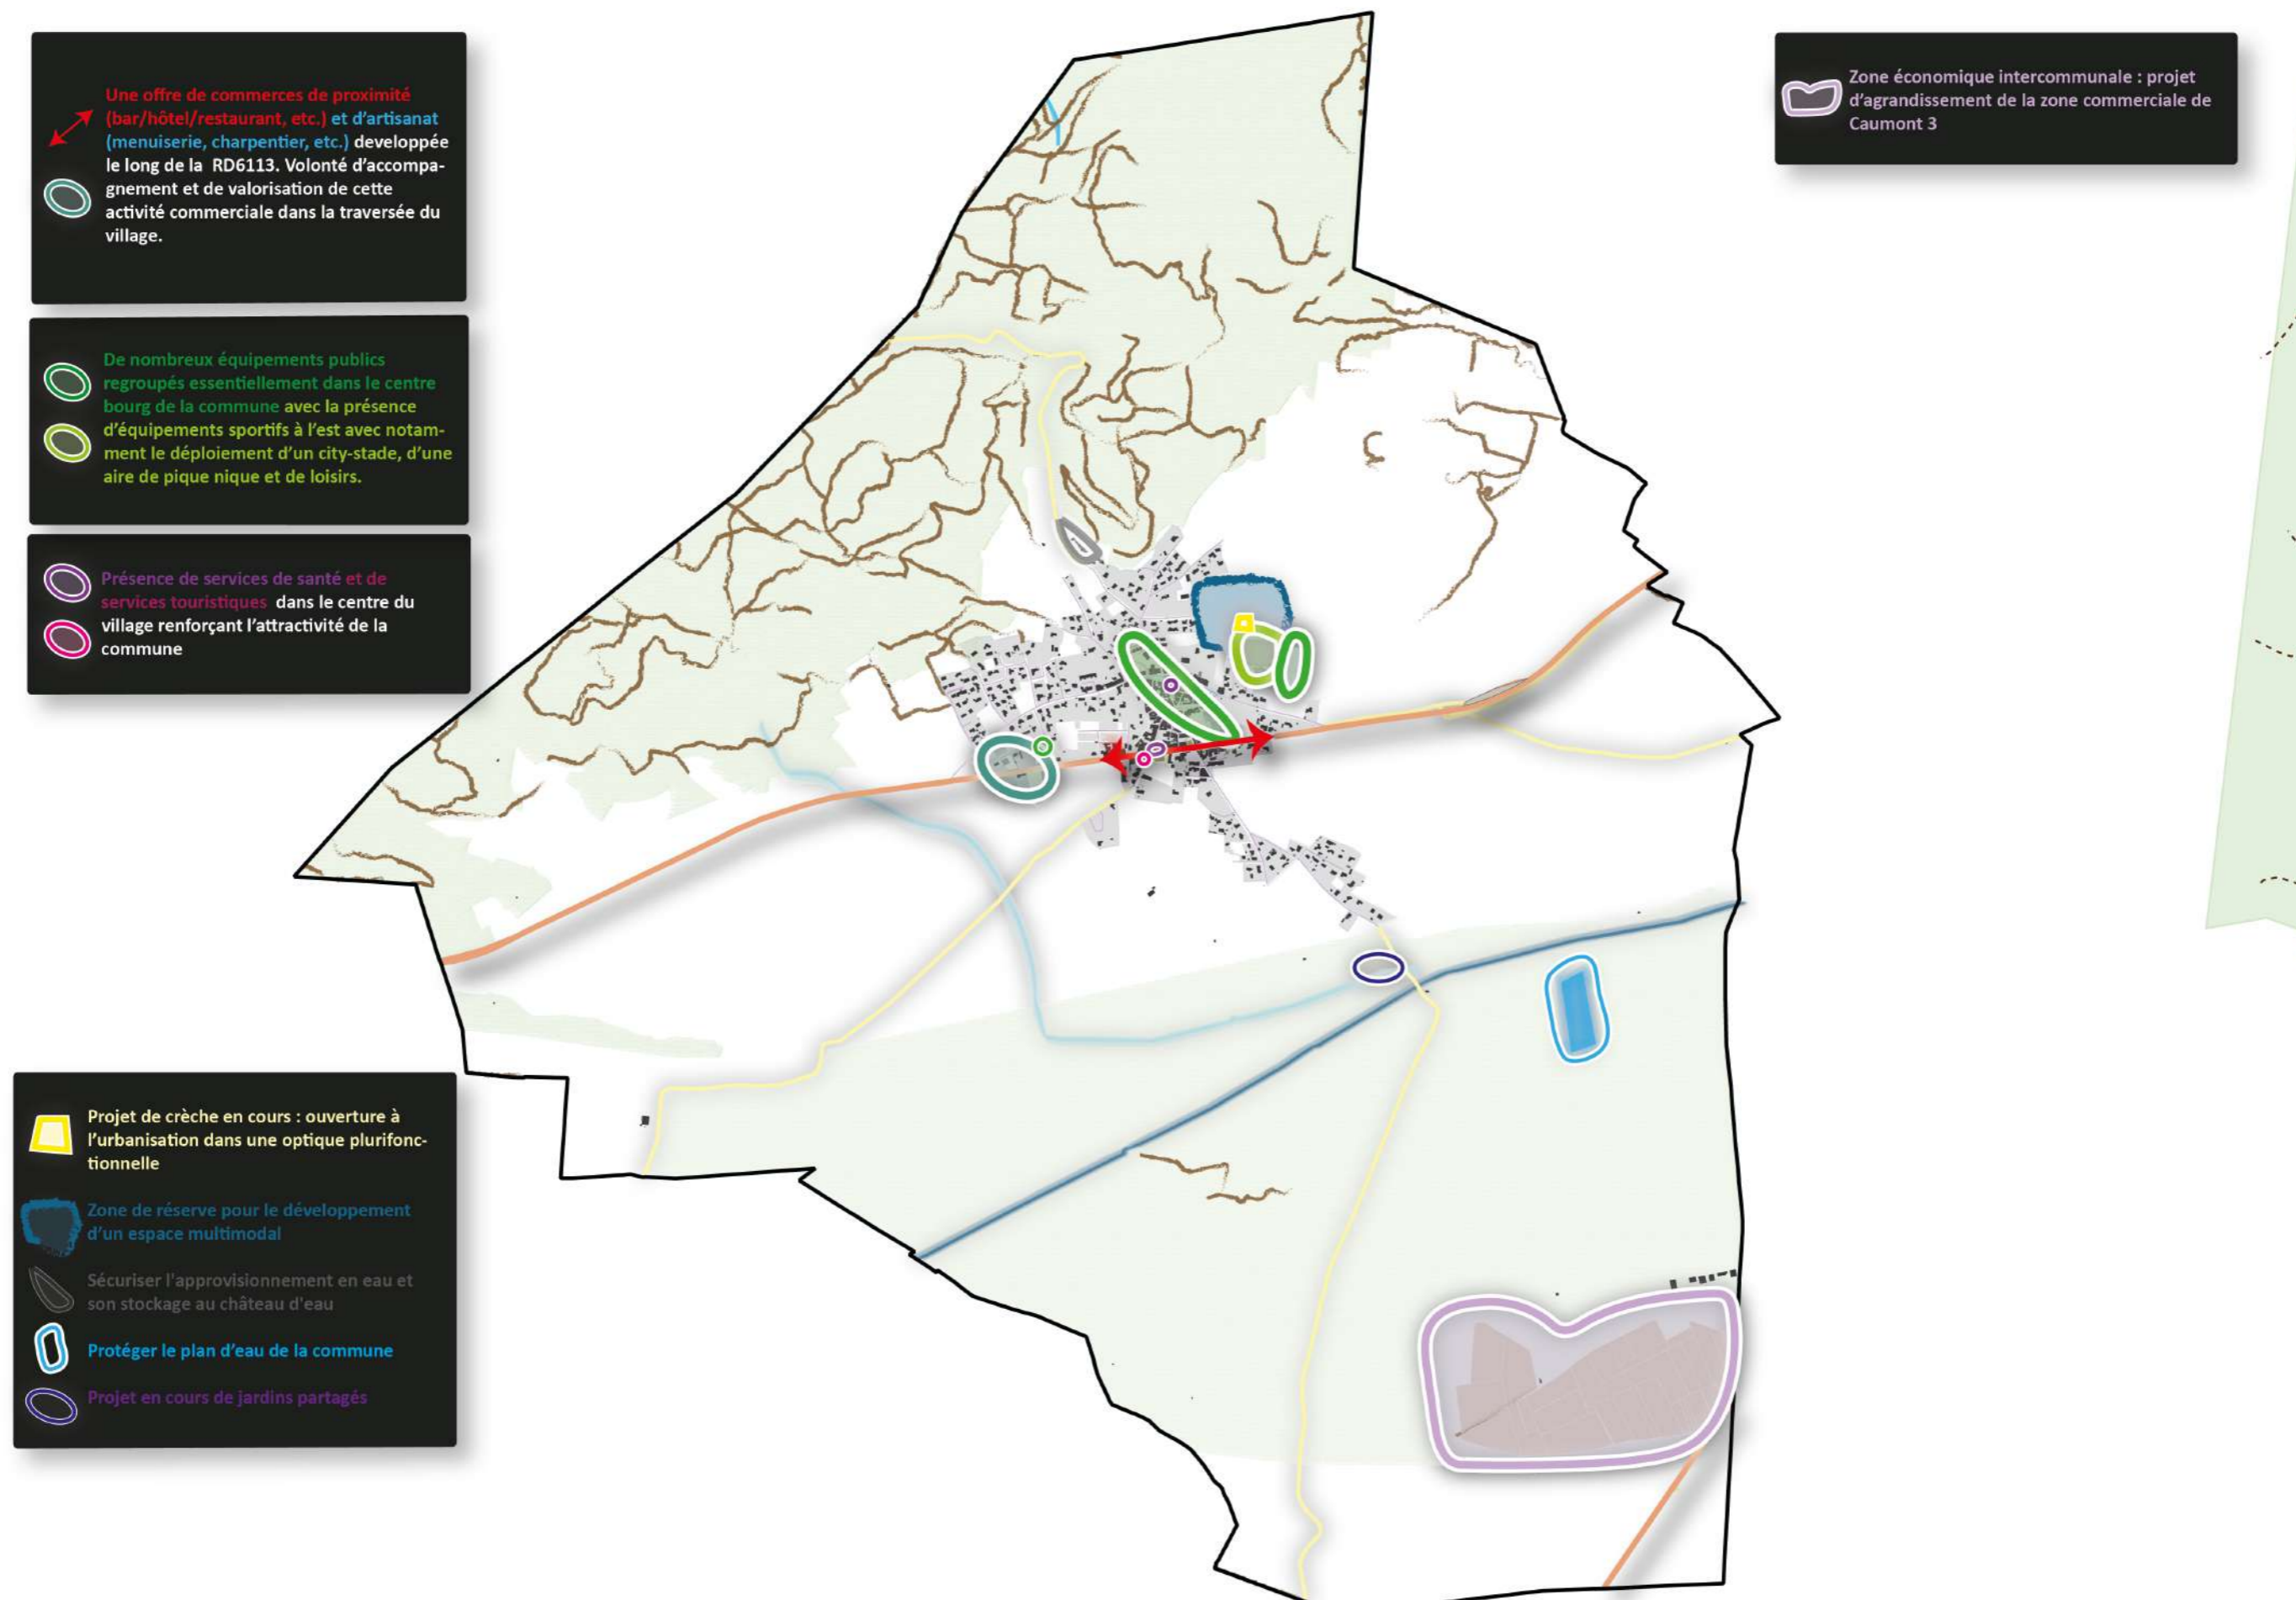 Une offre de commerces de proximité
(bar/hôtel/restaurant, etc.) et d'artisanat
(menuiserie, charpentier, etc.) developpée
le long de la RD6113. Volonté d'accompa-
gnement et de valorisation de cette
activité commerciale dans la traversée du
village.
De nombreux équipements publics
regroupés essentiellement dans le centre
bourg de la commune avec la présence
d'équipements sportifs à l'est avec notam-
ment le déploiement d'un city-stade, d'une
aire de pique nique et de loisirs.
Présence de services de santé et de
services touristiques dans le centre du
village renforçant l'attractivité de la
commune
Projet de crèche en cours : ouverture à
l'urbanisation dans une optique plurifonc-
tionnelle
Zone de réserve pour le développement
d'un espace multimodal
Sécuriser l'approvisionnement en eau et
son stockage au château d'eau
Protéger le plan d'eau de la commune
Projet en cours de jardins partagés
Zone économique intercommunale : projet
d'agrandissement de la zone commerciale de
Caumont 3